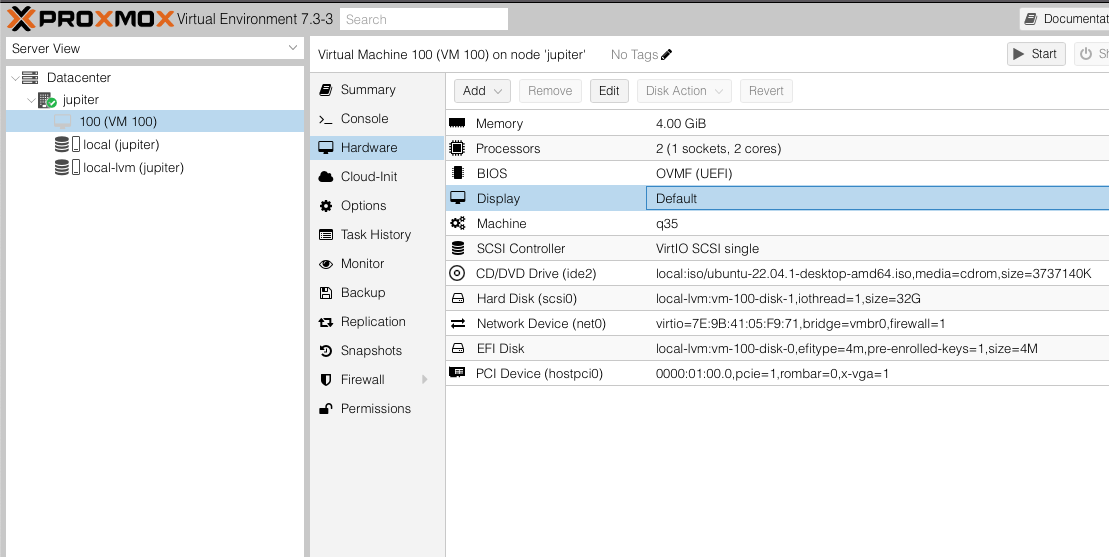 PROXMOX Virtual Environment 7.3-3 Search Documentat
Server View
Virtual Machine 100 (VM 100) on node 'jupiter' No Tags Start Sh
Datacenter
jupiter
100 (VM 100)
local (jupiter)
local-lvm (jupiter)
Summary
Console
Hardware
Cloud-Init
Options
Task History
Monitor
Backup
Replication
Snapshots
Firewall
Permissions
Add Remove Edit Disk Action Revert
Memory 4.00 GiB
Processors 2 (1 sockets, 2 cores)
BIOS OVMF (UEFI)
Display Default
Machine q35
SCSI Controller VirtIO SCSI single
CD/DVD Drive (ide2) local:iso/ubuntu-22.04.1-desktop-amd64.iso,media=cdrom,size=3737140K
Hard Disk (scsi0) local-lvm:vm-100-disk-1,iothread=1,size=32G
Network Device (net0) virtio=7E:9B:41:05:F9:71,bridge=vmbr0,firewall=1
EFI Disk local-lvm:vm-100-disk-0,efitype=4m,pre-enrolled-keys=1,size=4M
PCI Device (hostpci0) 0000:01:00.0,pcie=1,rombar=0,x-vga=1